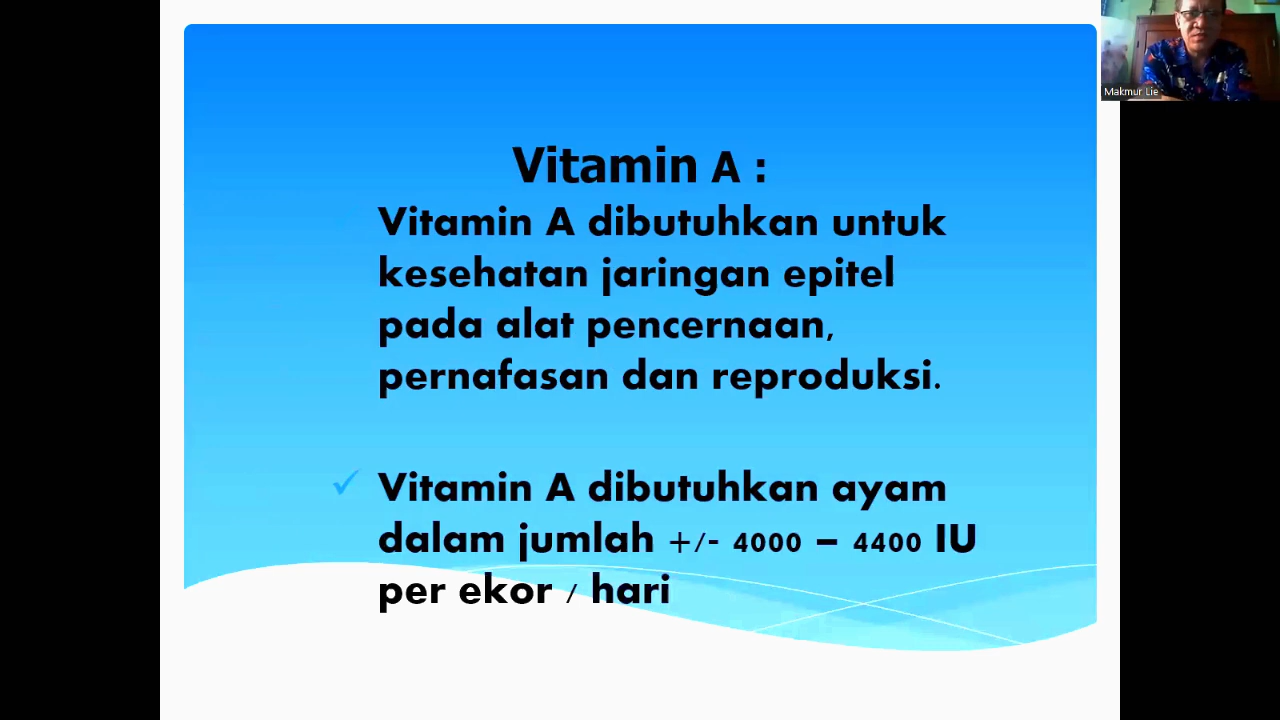 Makmur Lie
Vitamin A :
Vitamin A dibutuhkan untuk
kesehatan jaringan epitel
pada alat pencernaan,
pernafasan dan reproduksi.
✓ Vitamin A dibutuhkan ayam
dalam jumlah +/- 4000 – 4400 IU
per ekor / hari